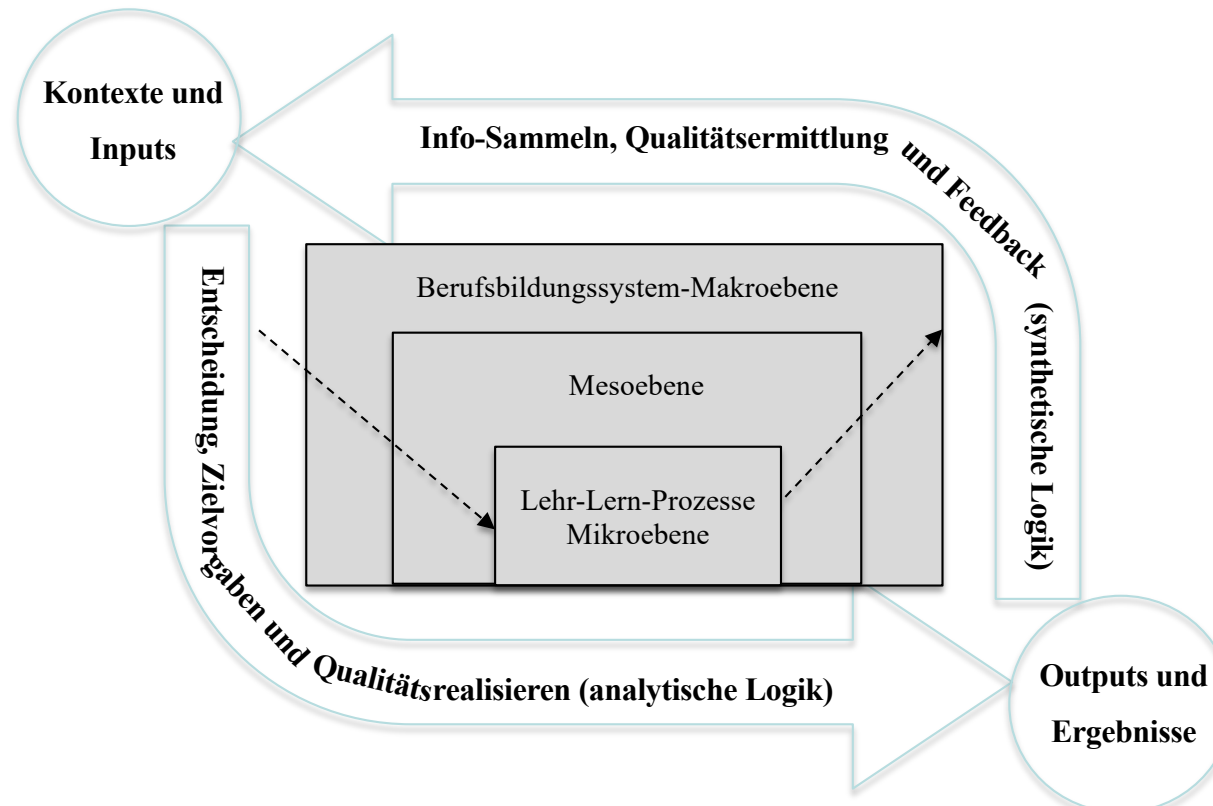 Kontexte und
Inputs
Info-Sammeln, Qualitätsermittlung und Feedback (synthetische Logik)
Berufsbildungssystem-Makroebene
Mesoebene
Lehr-Lern-Prozesse
Mikroebene
Entscheidung, Zielvorgaben und Qualitätsrealisieren (analytische Logik)
Outputs und
Ergebnisse